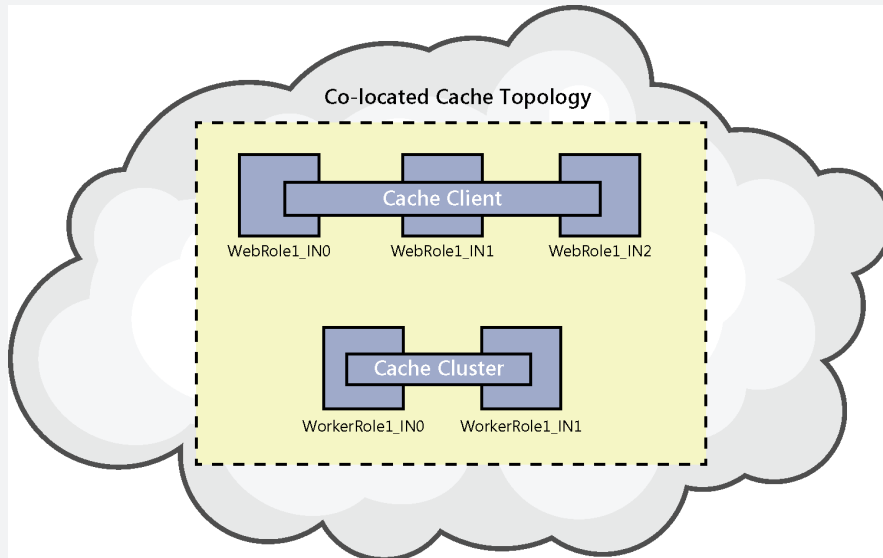 Co-located Cache Topology
Cache Client
WebRole1_IN0 WebRole1_IN1 WebRole1_IN2
Cache Cluster
WorkerRole1_IN0 WorkerRole1_IN1